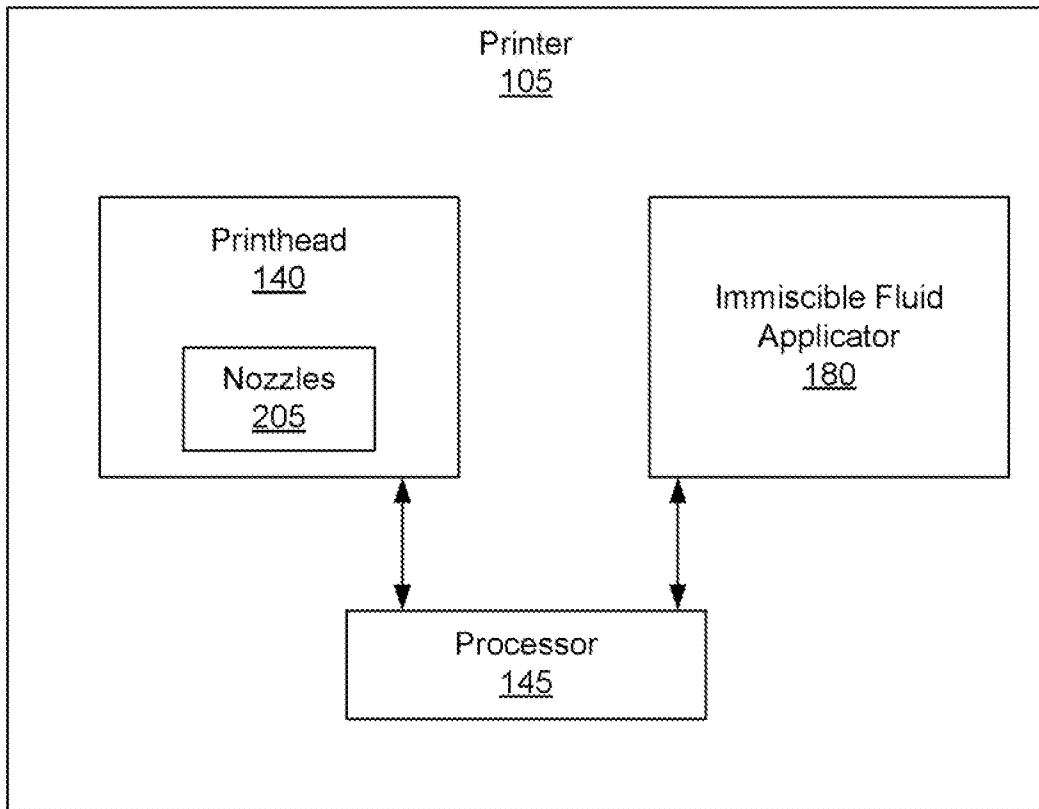 Printer
105
Printhead
140
Nozzles
205
Immiscible Fluid
Applicator
180
Processor
145